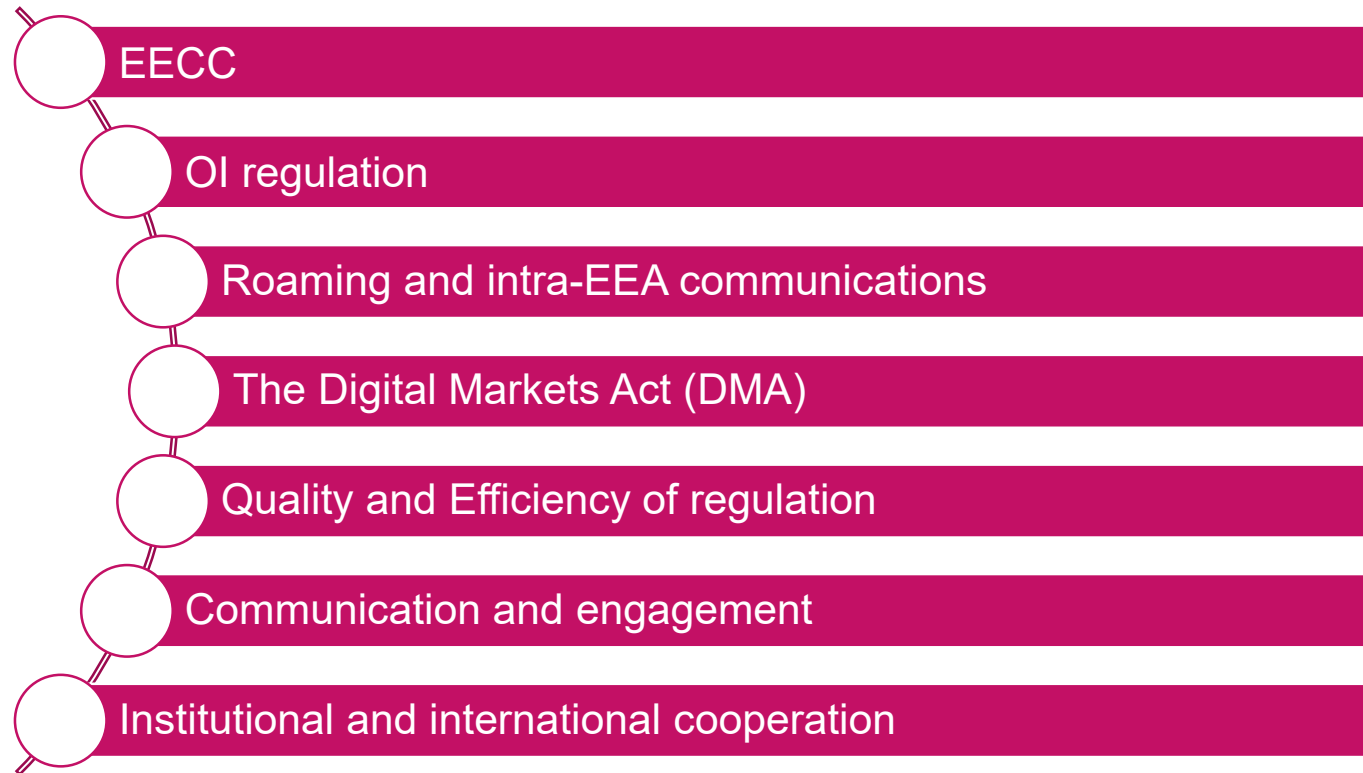 EECC
OI regulation
Roaming and intra-EEA communications
The Digital Markets Act (DMA)
Quality and Efficiency of regulation
Communication and engagement
Institutional and international cooperation